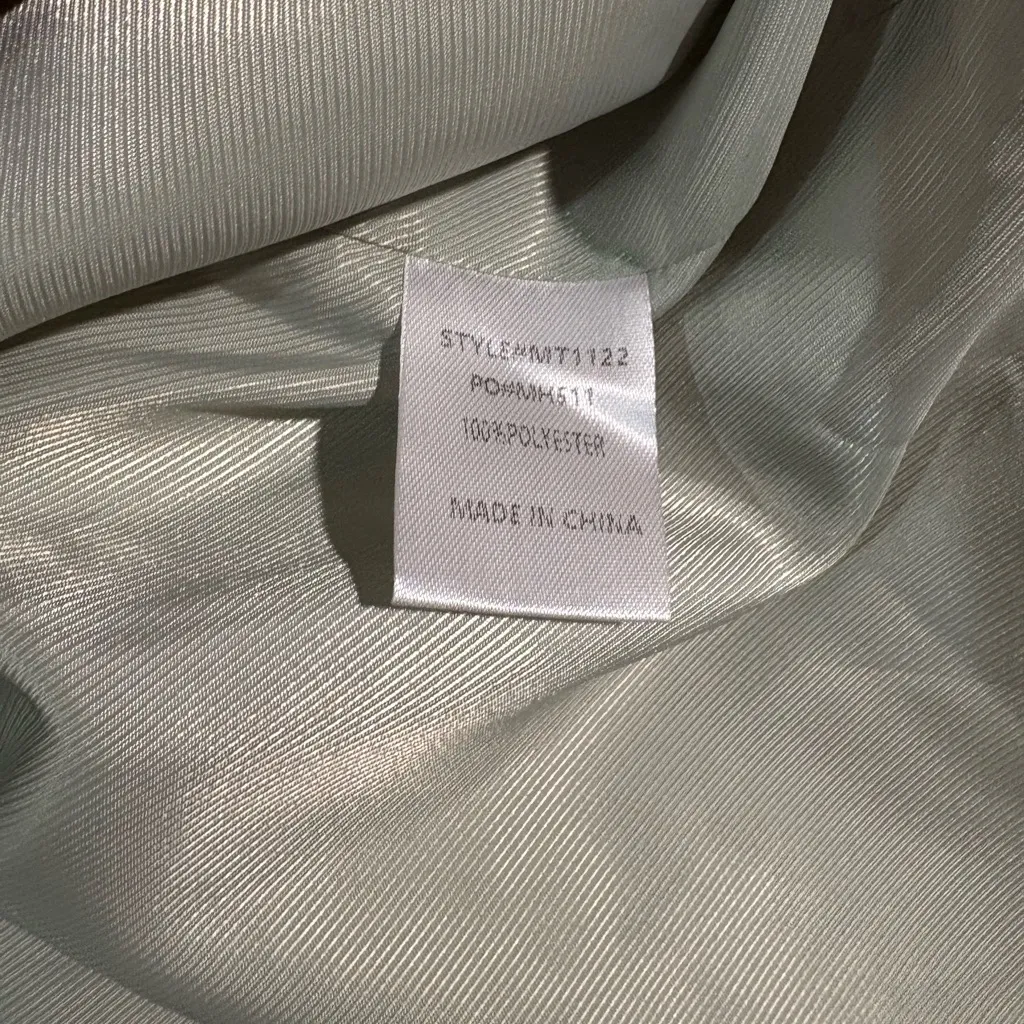 STYLE#MT1122
PO#MH511
100%POLYESTER
MADE IN CHINA